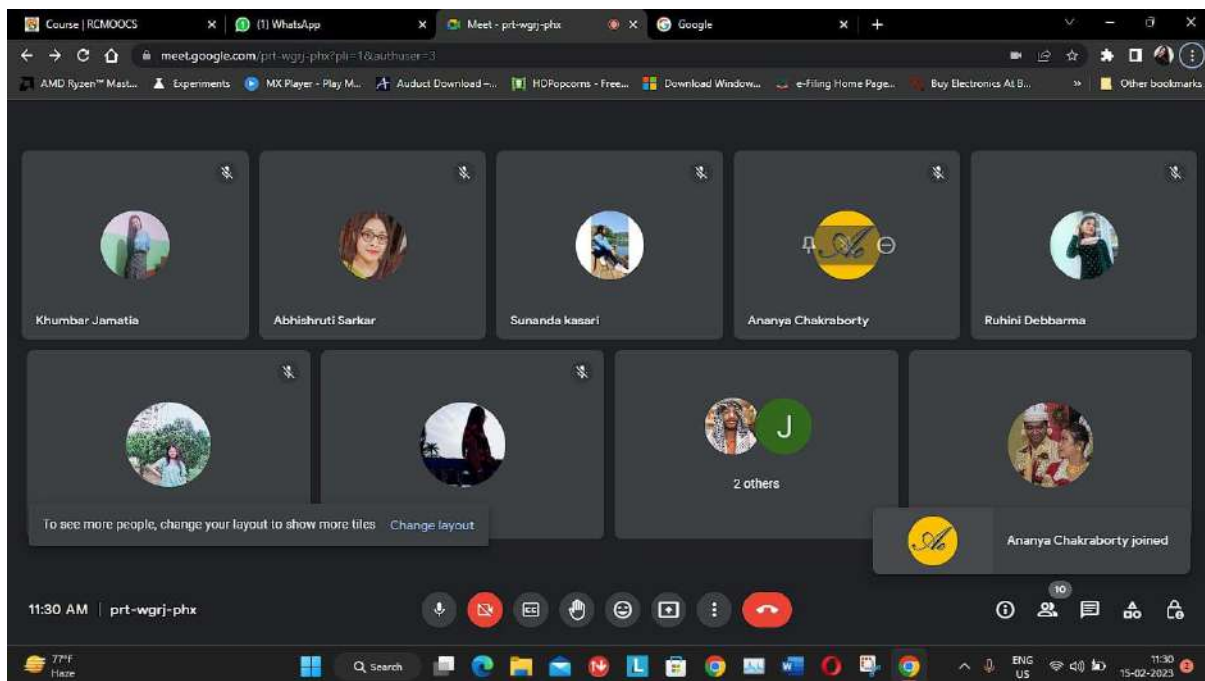 Course | RCMOOCS
(1) WhatsApp
Meet - prt-wgrj-phx
Google
meet.google.com/prt-wgrj-phx?pli=1&authuser=3
AMD Ryzen™ Mast...
Experiments
MX Player - Play M...
Auduct Download –...
HDPopcorns - Free...
Download Window...
e-Filing Home Page...
Buy Electronics At B...
Other bookmarks
Khumbar Jamatia
Abhishruti Sarkar
Sunanda kasari
Ananya Chakraborty
Ruhini Debbarma
J
2 others
To see more people, change your layout to show more tiles Change layout
Ananya Chakraborty joined
11:30 AM | prt-wgrj-phx
10
77°F
Haze
Search
ENG
US
11:30
15-02-2023